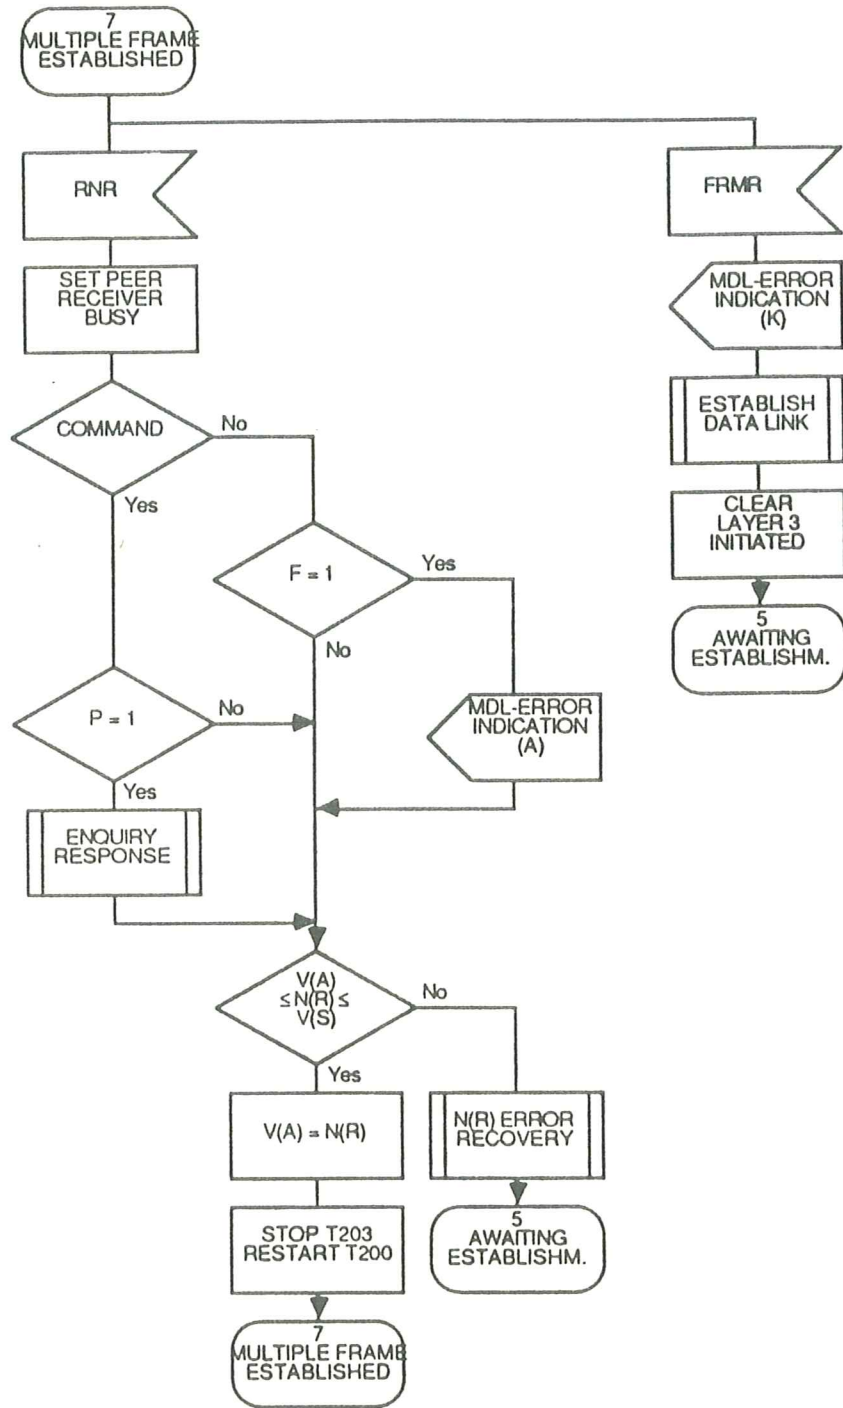 7
MULTIPLE FRAME
ESTABLISHED
RNR
FRMR
SET PEER
RECEIVER
BUSY
MDL-ERROR
INDICATION
(K)
COMMAND
No
Yes
ESTABLISH
DATA LINK
CLEAR
LAYER 3
INITIATED
F = 1
Yes
No
5
AWAITING
ESTABLISHM.
P = 1
No
Yes
MDL-ERROR
INDICATION
(A)
ENQUIRY
RESPONSE
V(A)
≤ N(R) ≤
V(S)
No
Yes
V(A) = N(R)
N(R) ERROR
RECOVERY
STOP T203
RESTART T200
5
AWAITING
ESTABLISHM.
7
MULTIPLE FRAME
ESTABLISHED